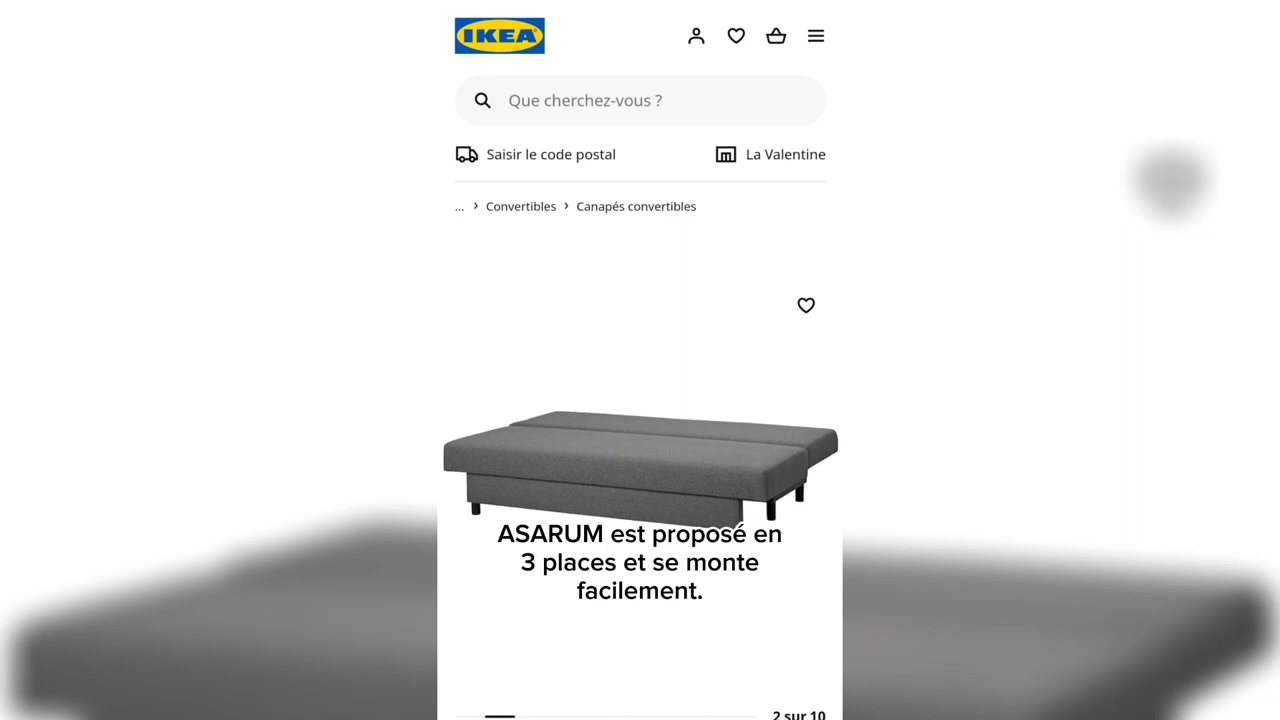 IKEA
Que cherchez-vous ?
Saisir le code postal
La Valentine
... › Convertibles › Canapés convertibles
ASARUM est proposé en
3 places et se monte
facilement.
2 sur 10